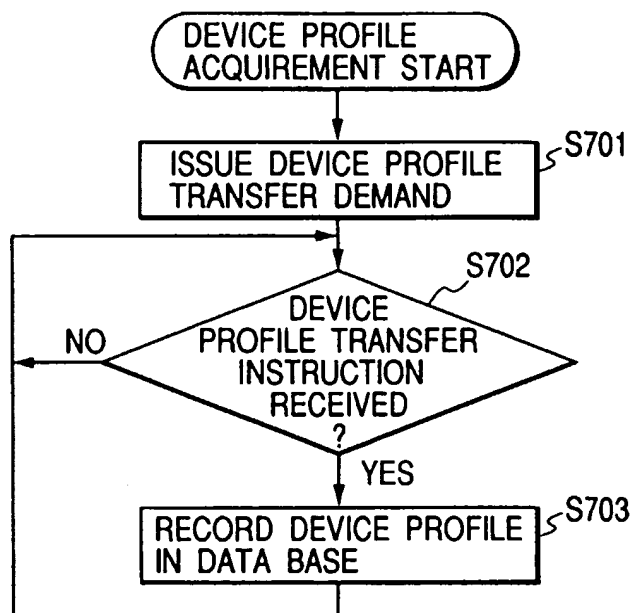 DEVICE PROFILE
ACQUIREMENT START
S701
ISSUE DEVICE PROFILE
TRANSFER DEMAND
S702
DEVICE
PROFILE TRANSFER
INSTRUCTION
RECEIVED
?
NO
YES
S703
RECORD DEVICE PROFILE
IN DATA BASE